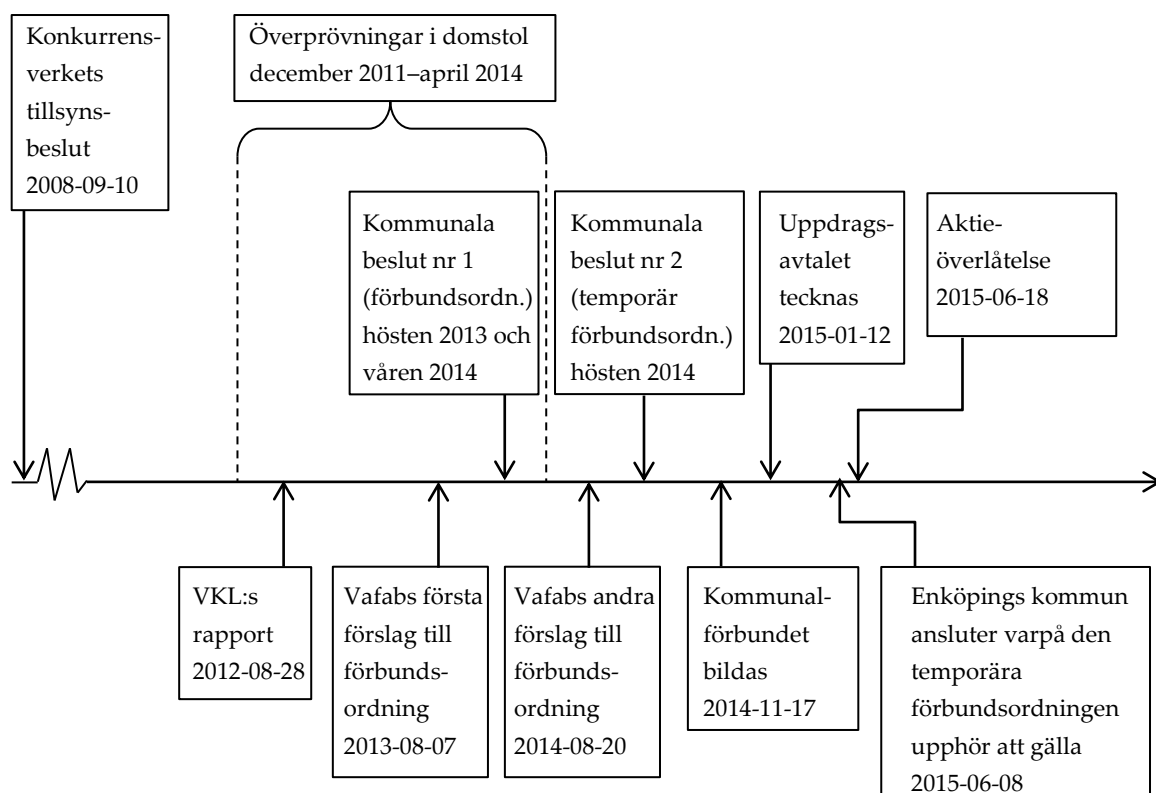 Konkurrens-
verkets
tillsyns-
beslut
2008-09-10
Överprövningar i domstol
december 2011–april 2014
Kommunala
beslut nr 1
(förbundsordn.)
hösten 2013 och
våren 2014
Kommunala
beslut nr 2
(temporär
förbundsordn.)
hösten 2014
Uppdrags-
avtalet
tecknas
2015-01-12
Aktie-
överlåtelse
2015-06-18
VKL:s
rapport
2012-08-28
Vafabs första
förslag till
förbunds-
ordning
2013-08-07
Vafabs andra
förslag till
förbunds-
ordning
2014-08-20
Kommunal-
förbundet
bildas
2014-11-17
Enköpings kommun
ansluter varpå den
temporära
förbundsordningen
upphör att gälla
2015-06-08